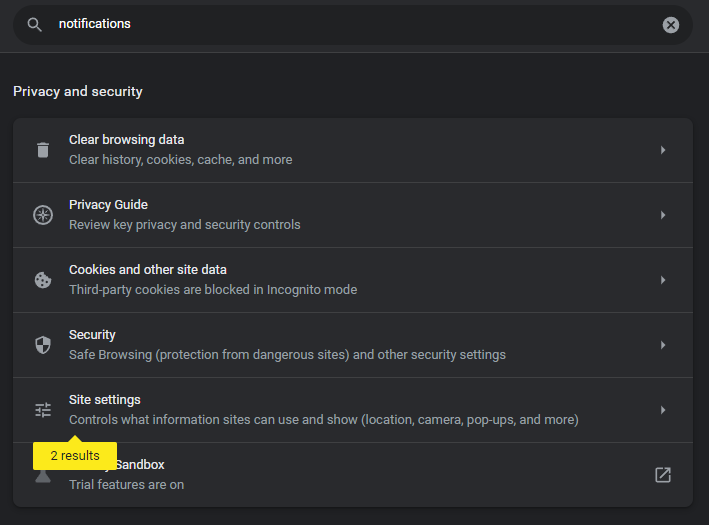 notifications
Privacy and security
Clear browsing data
Clear history, cookies, cache, and more
Privacy Guide
Review key privacy and security controls
Cookies and other site data
Third-party cookies are blocked in Incognito mode
Security
Safe Browsing (protection from dangerous sites) and other security settings
Site settings
Controls what information sites can use and show (location, camera, pop-ups, and more)
2 results
Sandbox
Trial features are on